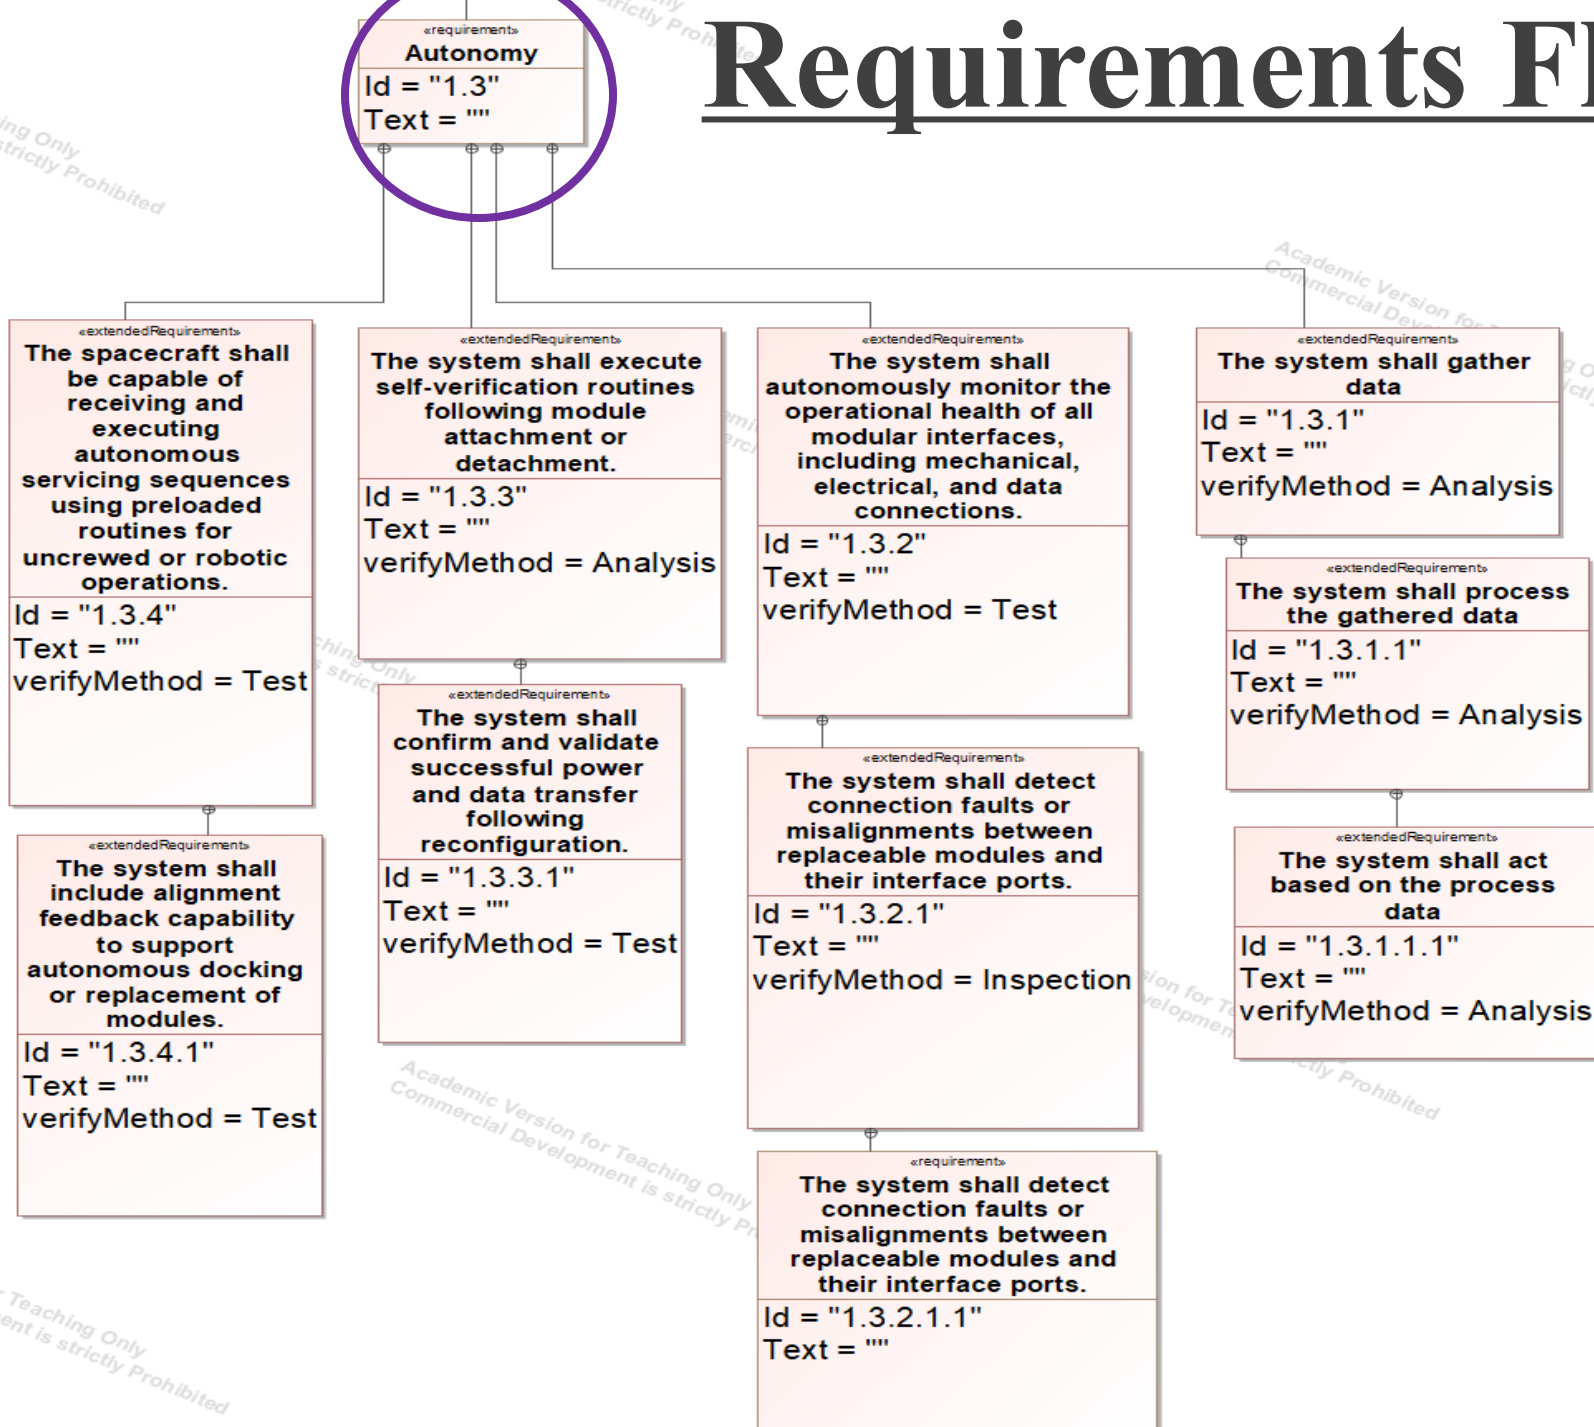 Requirements
«requirement»
Autonomy
Id = "1.3"
Text = ""
«extendedRequirement»
The spacecraft shall
be capable of
receiving and
executing
autonomous
servicing sequences
using preloaded
routines for
uncrewed or robotic
operations.
Id = "1.3.4"
Text = ""
verifyMethod = Test
«extendedRequirement»
The system shall
include alignment
feedback capability
to support
autonomous docking
or replacement of
modules.
Id = "1.3.4.1"
Text = ""
verifyMethod = Test
«extendedRequirement»
The system shall execute
self-verification routines
following module
attachment or
detachment.
Id = "1.3.3"
Text = ""
verifyMethod = Analysis
«extendedRequirement»
The system shall
confirm and validate
successful power
and data transfer
following
reconfiguration.
Id = "1.3.3.1"
Text = ""
verifyMethod = Test
«extendedRequirement»
The system shall
autonomously monitor the
operational health of all
modular interfaces,
including mechanical,
electrical, and data
connections.
Id = "1.3.2"
Text = ""
verifyMethod = Test
«extendedRequirement»
The system shall detect
connection faults or
misalignments between
replaceable modules and
their interface ports.
Id = "1.3.2.1"
Text = ""
verifyMethod = Inspection
«requirement»
The system shall detect
connection faults or
misalignments between
replaceable modules and
their interface ports.
Id = "1.3.2.1.1"
Text = ""
«extendedRequirement»
The system shall gather
data
Id = "1.3.1"
Text = ""
verifyMethod = Analysis
«extendedRequirement»
The system shall process
the gathered data
Id = "1.3.1.1"
Text = ""
verifyMethod = Analysis
«extendedRequirement»
The system shall act
based on the process
data
Id = "1.3.1.1.1"
Text = ""
verifyMethod = Analysis
Only
strictly Prohibited
Academic Version for
Commercial
Academic Version for Teaching Only
Commercial Development is strictly
Teaching Only
is strictly Prohibited
Prohibited